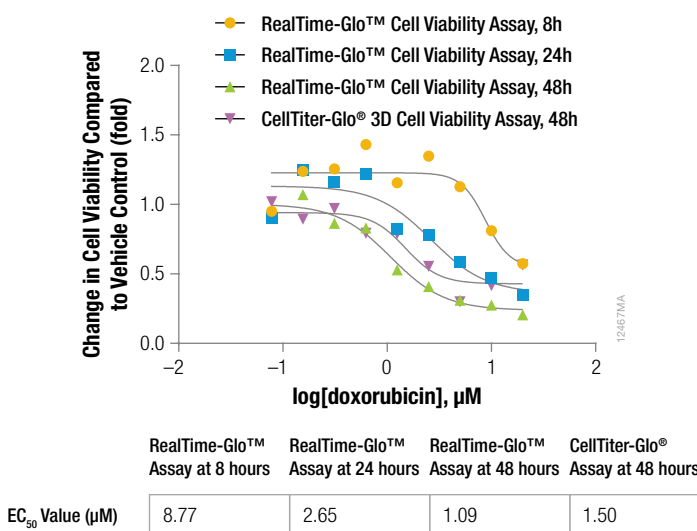 RealTime-Glo™ Cell Viability Assay, 8h
RealTime-Glo™ Cell Viability Assay, 24h
RealTime-Glo™ Cell Viability Assay, 48h
CellTiter-Glo® 3D Cell Viability Assay, 48h
Change in Cell Viability Compared
to Vehicle Control (fold)
2.0
1.5
1.0
0.5
0.0
–2
–1
0
1
2
log[doxorubicin], µM
12467MA
RealTime-Glo™ RealTime-Glo™ RealTime-Glo™ CellTiter-Glo®
Assay at 8 hours Assay at 24 hours Assay at 48 hours Assay at 48 hours
EC50 Value (µM) 8.77 2.65 1.09 1.50